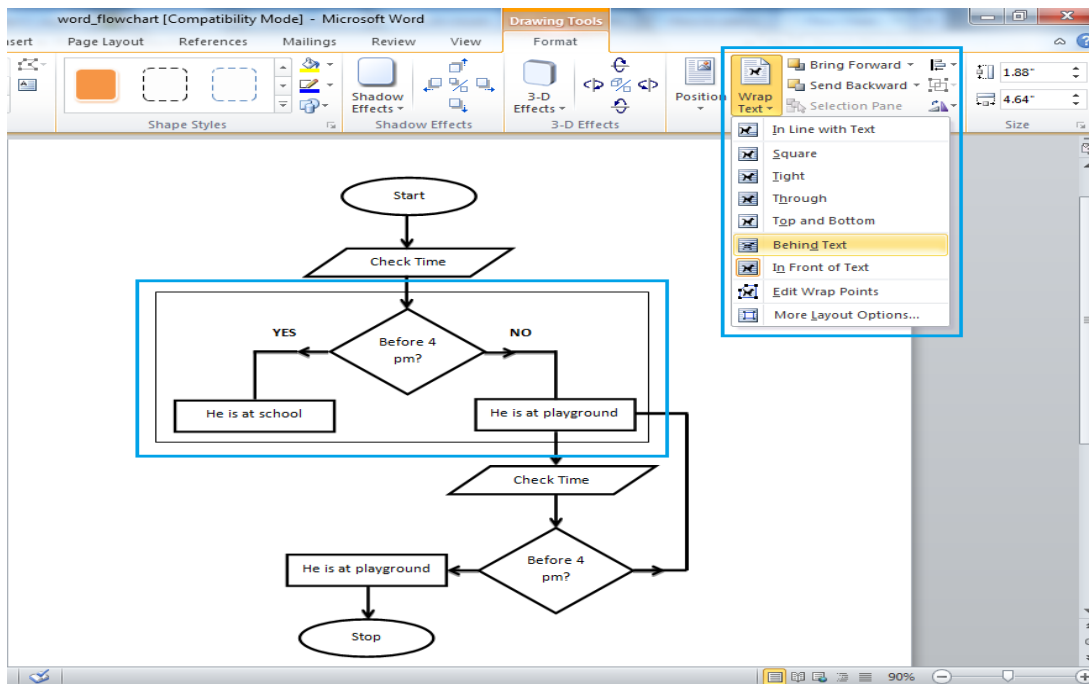 word_flowchart [Compatibility Mode] - Microsoft Word
Drawing Tools
Page Layout
References
Mailings
Review
View
Format
Shadow
Effects
3-D
Effects
Position
Wrap
Text
Bring Forward
Send Backward
Selection Pane
1.88"
4.64"
Shape Styles
Shadow Effects
3-D Effects
Size
In Line with Text
Square
Tight
Through
Top and Bottom
Behind Text
In Front of Text
Edit Wrap Points
More Layout Options...
Start
Check Time
Before 4
pm?
YES
NO
He is at school
He is at playground
Check Time
Before 4
pm?
He is at playground
Stop
90%